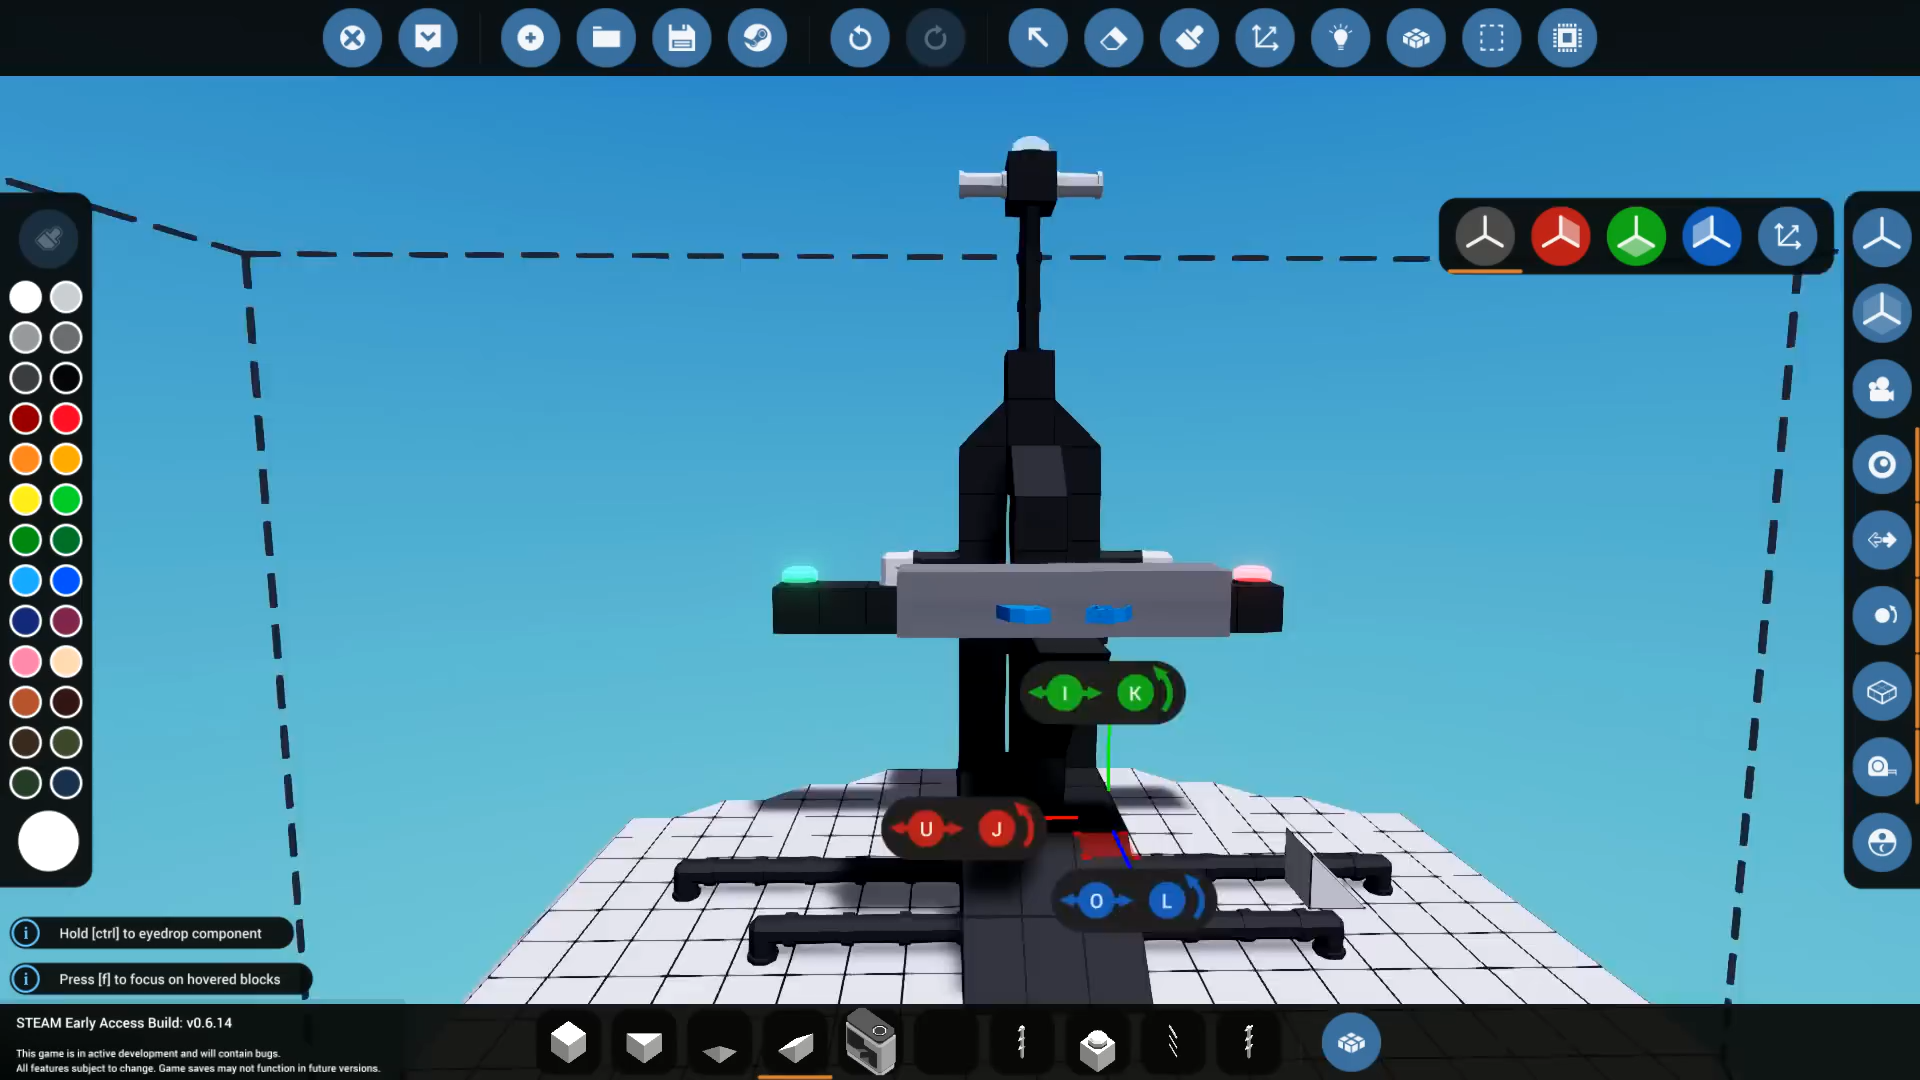 I K
U J
O L
Hold [ctrl] to eyedrop component
Press [f] to focus on hovered blocks
STEAM Early Access Build: v0.6.14
This game is in active development and will contain bugs.
All features subject to change. Game saves may not function in future versions.